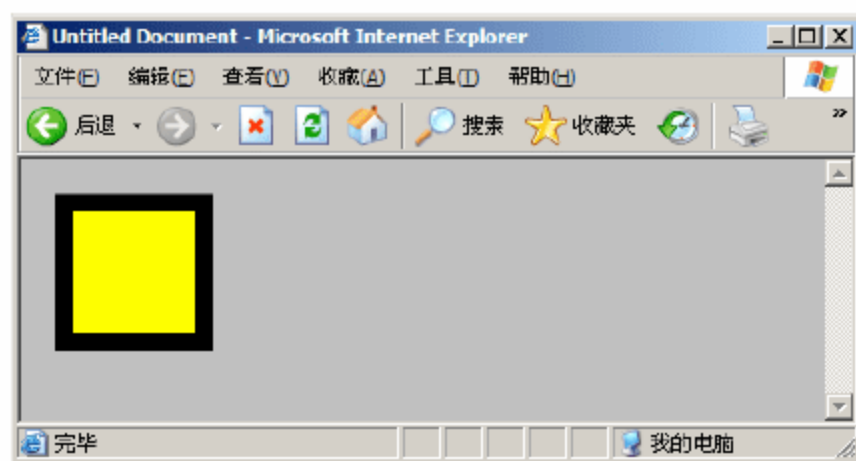 Untitled Document - Microsoft Internet Explorer
文件(F) 编辑(E) 查看(V) 收藏(A) 工具(T) 帮助(H)
后退 搜索 收藏夹 »
完毕 我的电脑